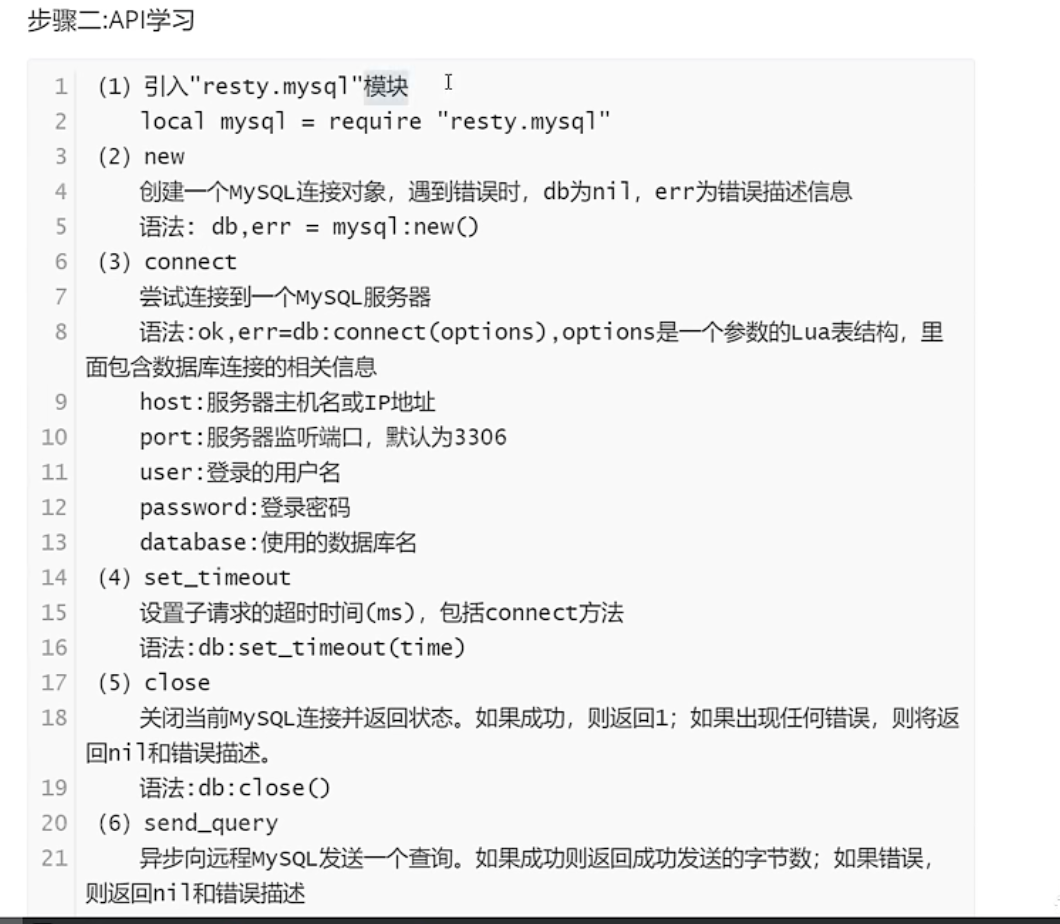 步骤二:API学习
1 (1) 引入"resty.mysql"模块
2 local mysql = require "resty.mysql"
3 (2) new
4 创建一个MySQL连接对象，遇到错误时，db为nil，err为错误描述信息
5 语法: db,err = mysql:new()
6 (3) connect
7 尝试连接到一个MySQL服务器
8 语法:ok,err=db:connect(options),options是一个参数的Lua表结构，里
面包含数据库连接的相关信息
9 host:服务器主机名或IP地址
10 port:服务器监听端口，默认为3306
11 user:登录的用户名
12 password:登录密码
13 database:使用的数据库名
14 (4) set_timeout
15 设置子请求的超时时间(ms)，包括connect方法
16 语法:db:set_timeout(time)
17 (5) close
18 关闭当前MySQL连接并返回状态。如果成功，则返回1；如果出现任何错误，则将返
回nil和错误描述。
19 语法:db:close()
20 (6) send_query
21 异步向远程MySQL发送一个查询。如果成功则返回成功发送的字节数；如果错误，
则返回nil和错误描述